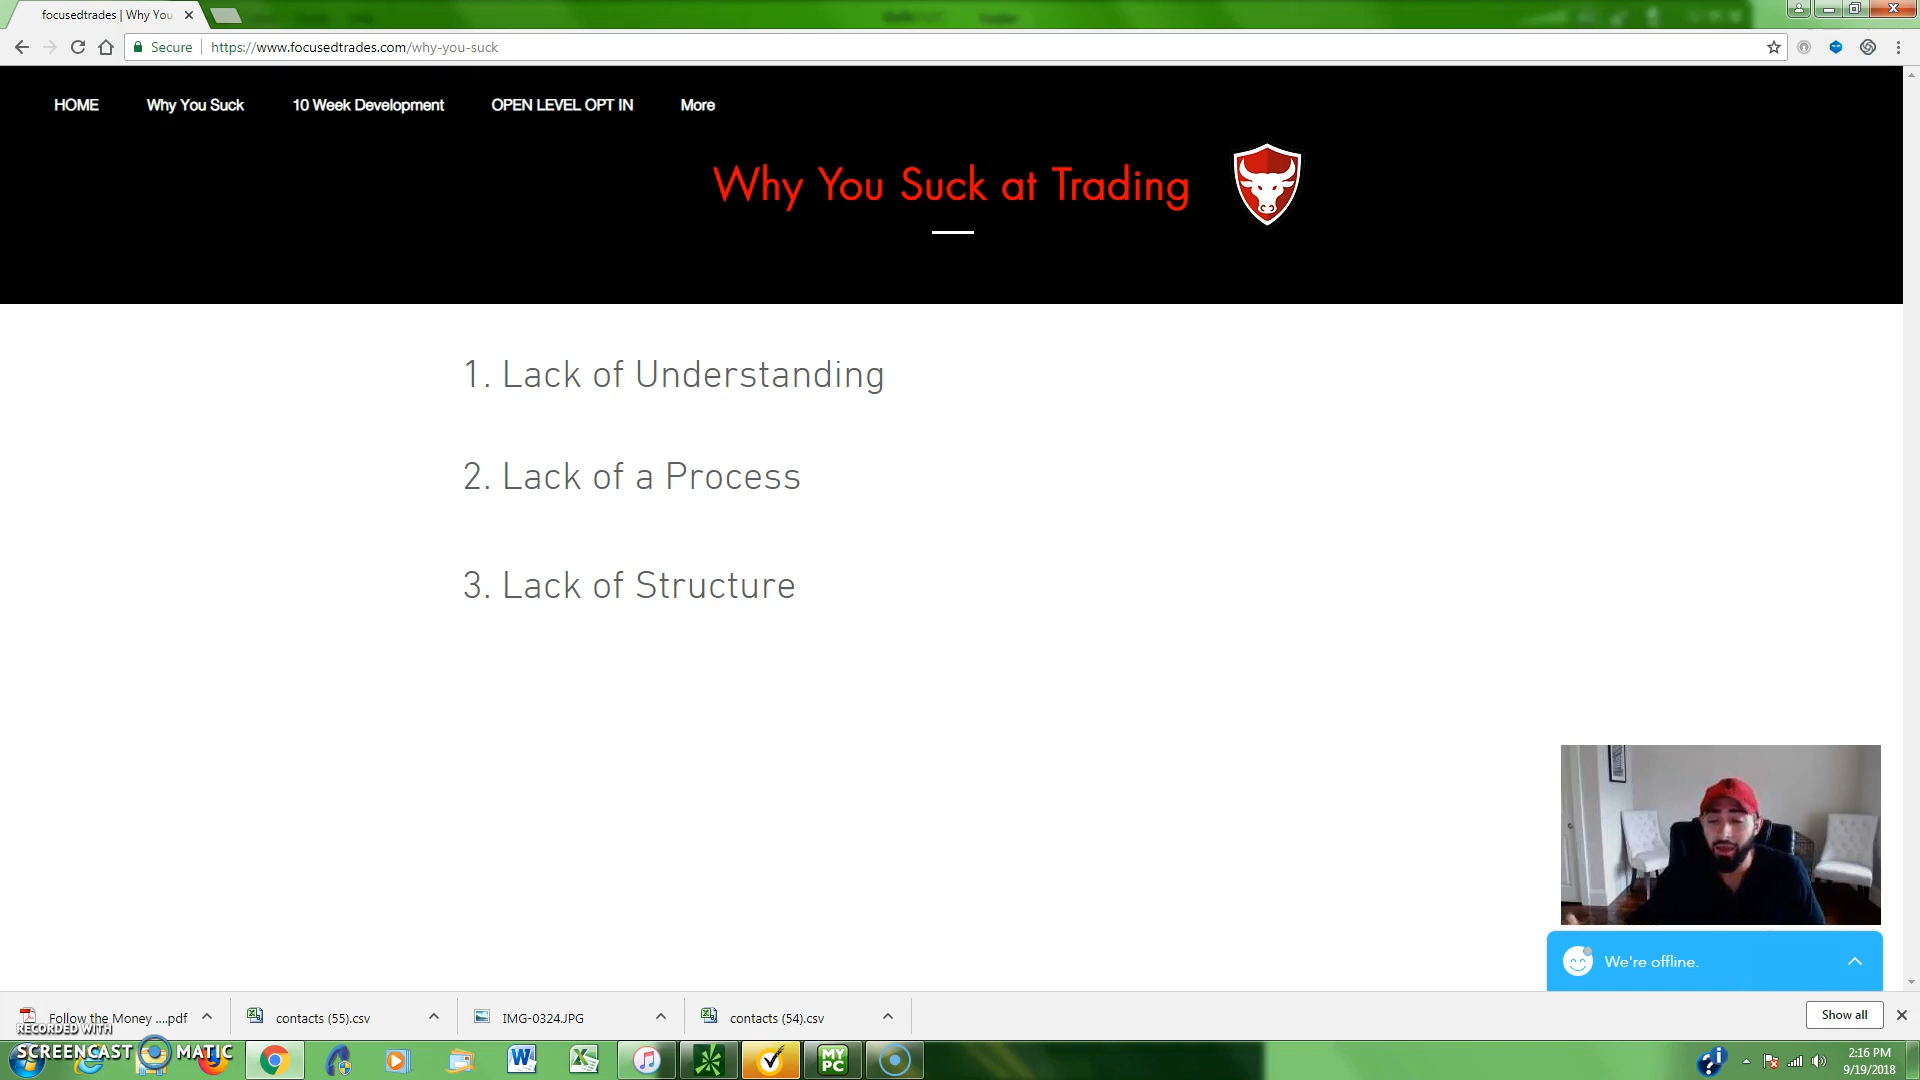 focusedtrades | Why You
Secure
https://www.focusedtrades.com/why-you-suck
HOME
Why You Suck
10 Week Development
OPEN LEVEL OPT IN
More
Why You Suck at Trading
1. Lack of Understanding
2. Lack of a Process
3. Lack of Structure
We're offline.
Follow the Money ....pdf
contacts (55).csv
IMG-0324.JPG
contacts (54).csv
Show all
RECORDED WITH
SCREENCAST MATIC
MY
PC
2:16 PM
9/19/2018